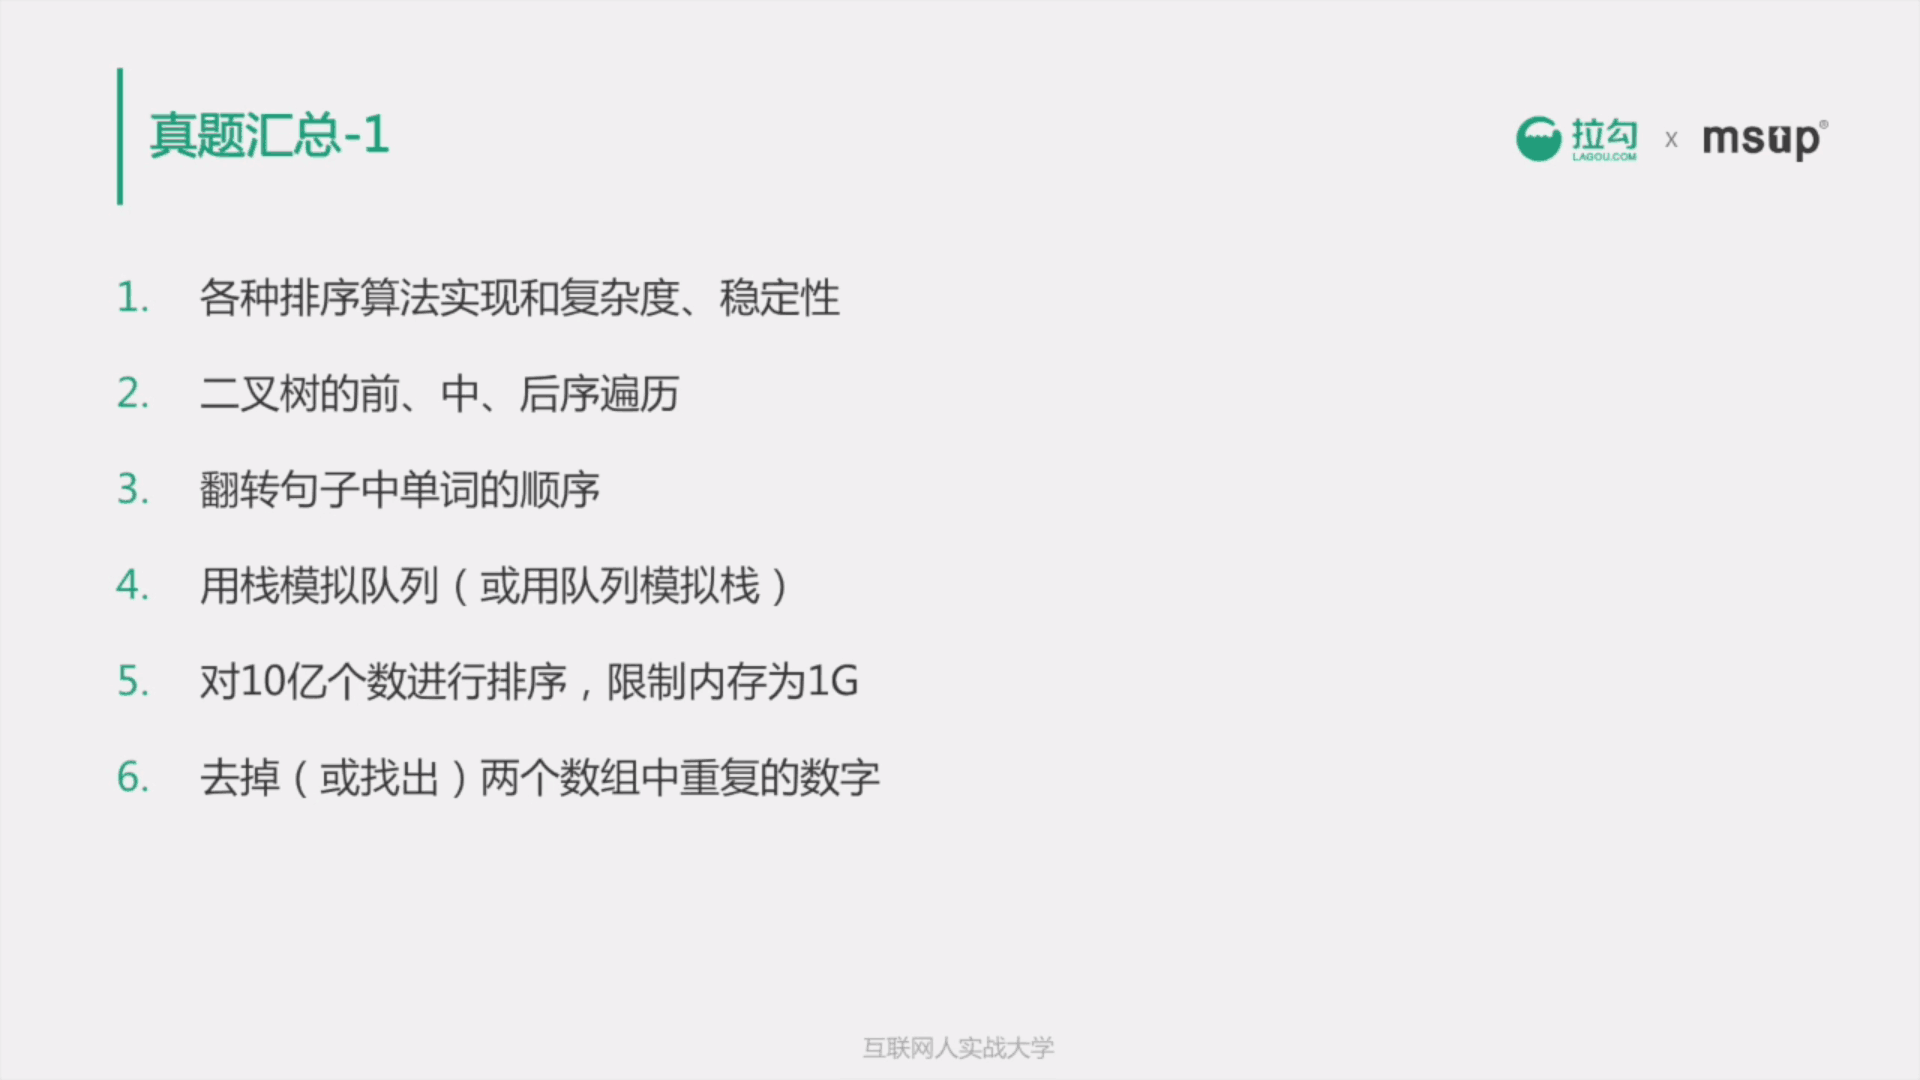 真题汇总-1
拉勾 x msup®
LAGOU.COM
1. 各种排序算法实现和复杂度、稳定性
2. 二叉树的前、中、后序遍历
3. 翻转句子中单词的顺序
4. 用栈模拟队列（或用队列模拟栈）
5. 对10亿个数进行排序，限制内存为1G
6. 去掉（或找出）两个数组中重复的数字
互联网人实战大学